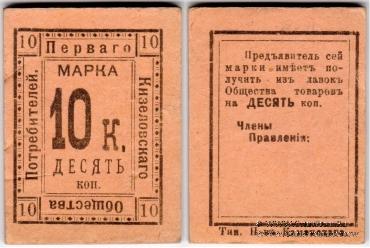 10 Перваго 10
Кизеловскаго
Общества
Потребителей.
10 10
МАРКА
10 К.
ДЕСЯТЬ
коп.
Предъявитель сей
марки имѣетъ по-
лучить изъ лавокъ
Общества товаровъ
на ДЕСЯТЬ коп.
Члены
Правленія:
Тип.